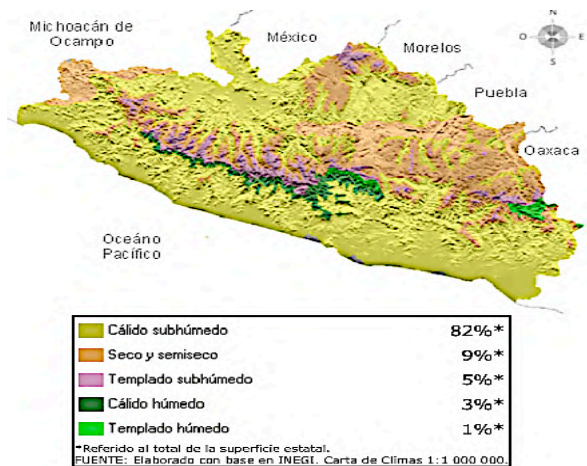 N
O E
S
Michoacán de
Ocampo
México
Morelos
Puebla
Oaxaca
Oceáno
Pacífico
Cálido subhúmedo 82%*
Seco y semiseco 9%*
Templado subhúmedo 5%*
Cálido húmedo 3%*
Templado húmedo 1%*
*Referido al total de la superficie estatal.
FUENTE: Elaborado con base en INEGI. Carta de Climas 1:1 000 000.